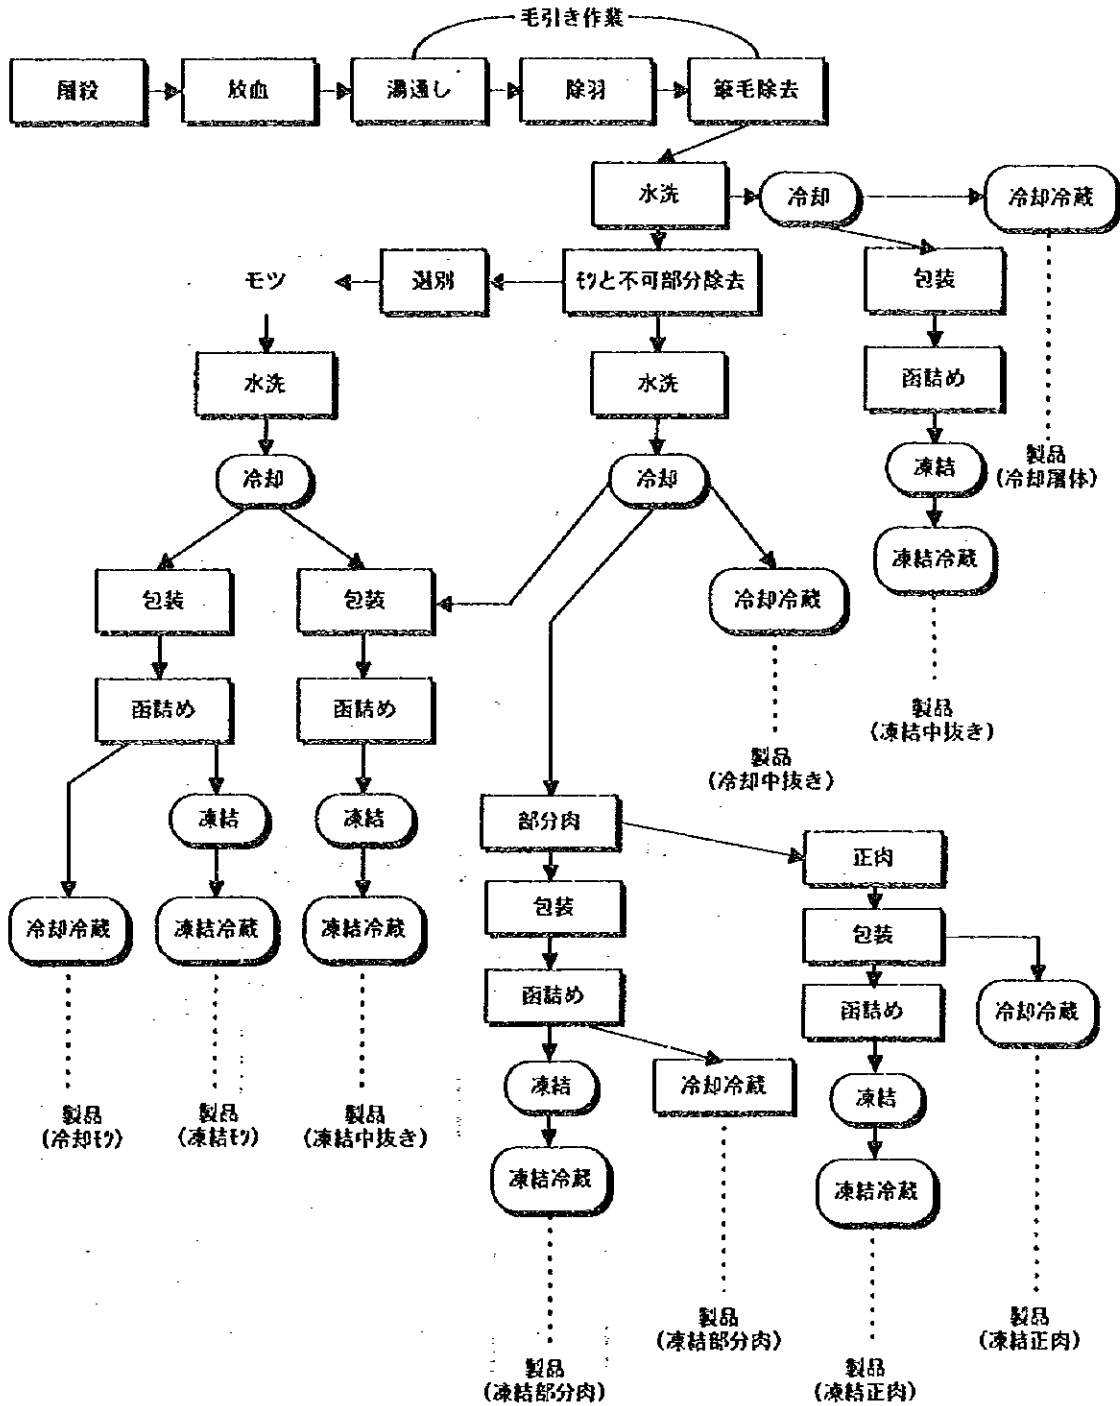 毛引き作業
屠殺
放血
湯通し
除羽
筆毛除去
水洗
冷却
冷却冷蔵
モツ
選別
ﾓﾂと不可部分除去
包装
水洗
水洗
函詰め
冷却
冷却
凍結
製品
(冷却屠体)
包装
包装
冷却冷蔵
凍結冷蔵
函詰め
函詰め
製品
(凍結中抜き)
製品
(冷却中抜き)
凍結
凍結
部分肉
正肉
冷却冷蔵
凍結冷蔵
凍結冷蔵
包装
包装
函詰め
函詰め
冷却冷蔵
凍結
冷却冷蔵
凍結
製品
(冷却ﾓﾂ)
製品
(凍結ﾓﾂ)
製品
(凍結中抜き)
凍結冷蔵
凍結冷蔵
製品
(凍結部分肉)
製品
(凍結正肉)
製品
(凍結部分肉)
製品
(凍結正肉)